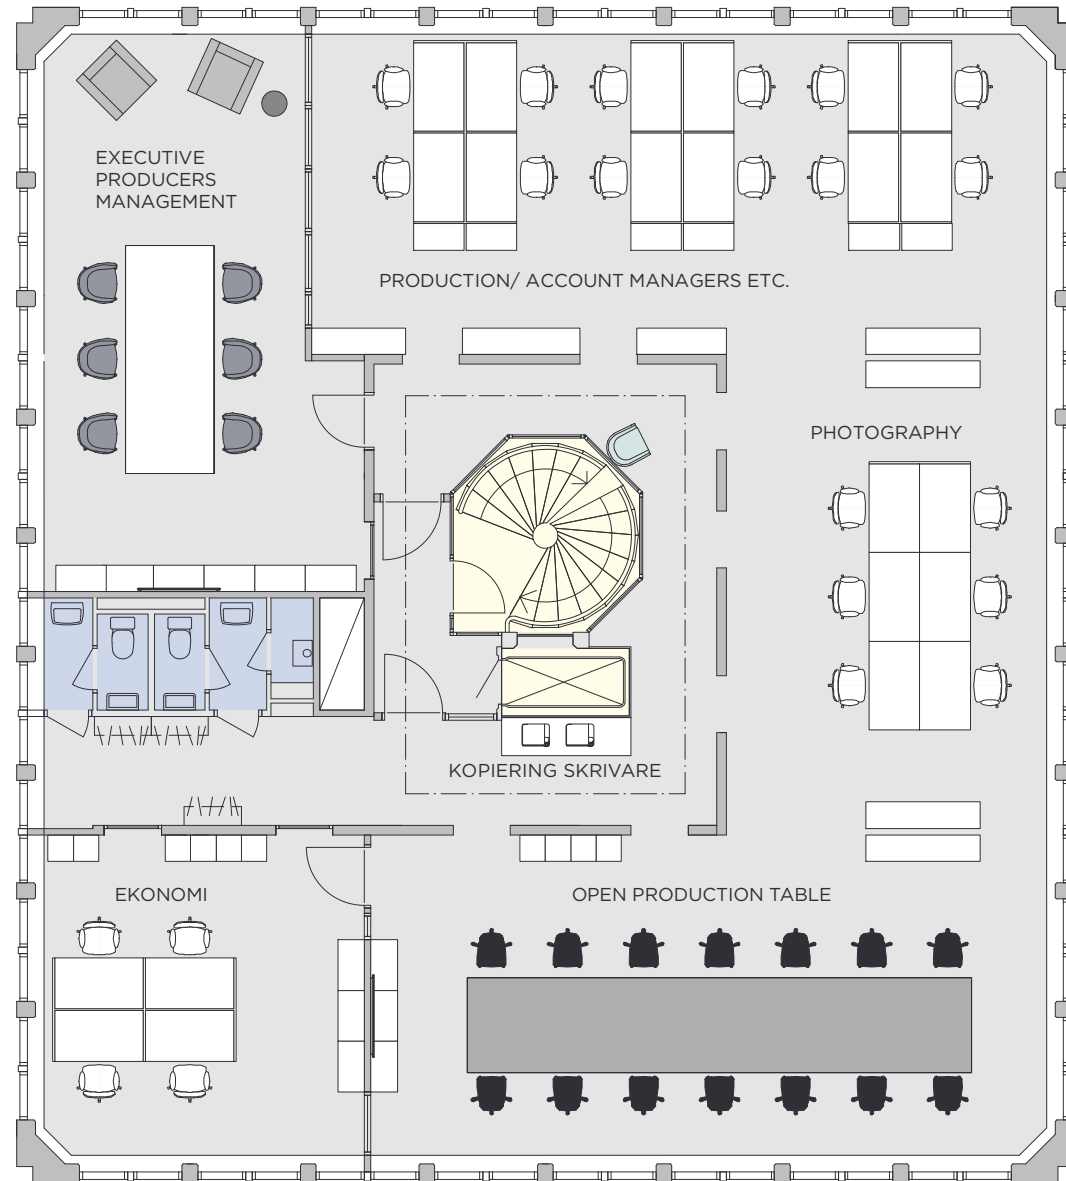 EXECUTIVE
PRODUCERS
MANAGEMENT
PRODUCTION/ ACCOUNT MANAGERS ETC.
PHOTOGRAPHY
KOPIERING SKRIVARE
EKONOMI
OPEN PRODUCTION TABLE